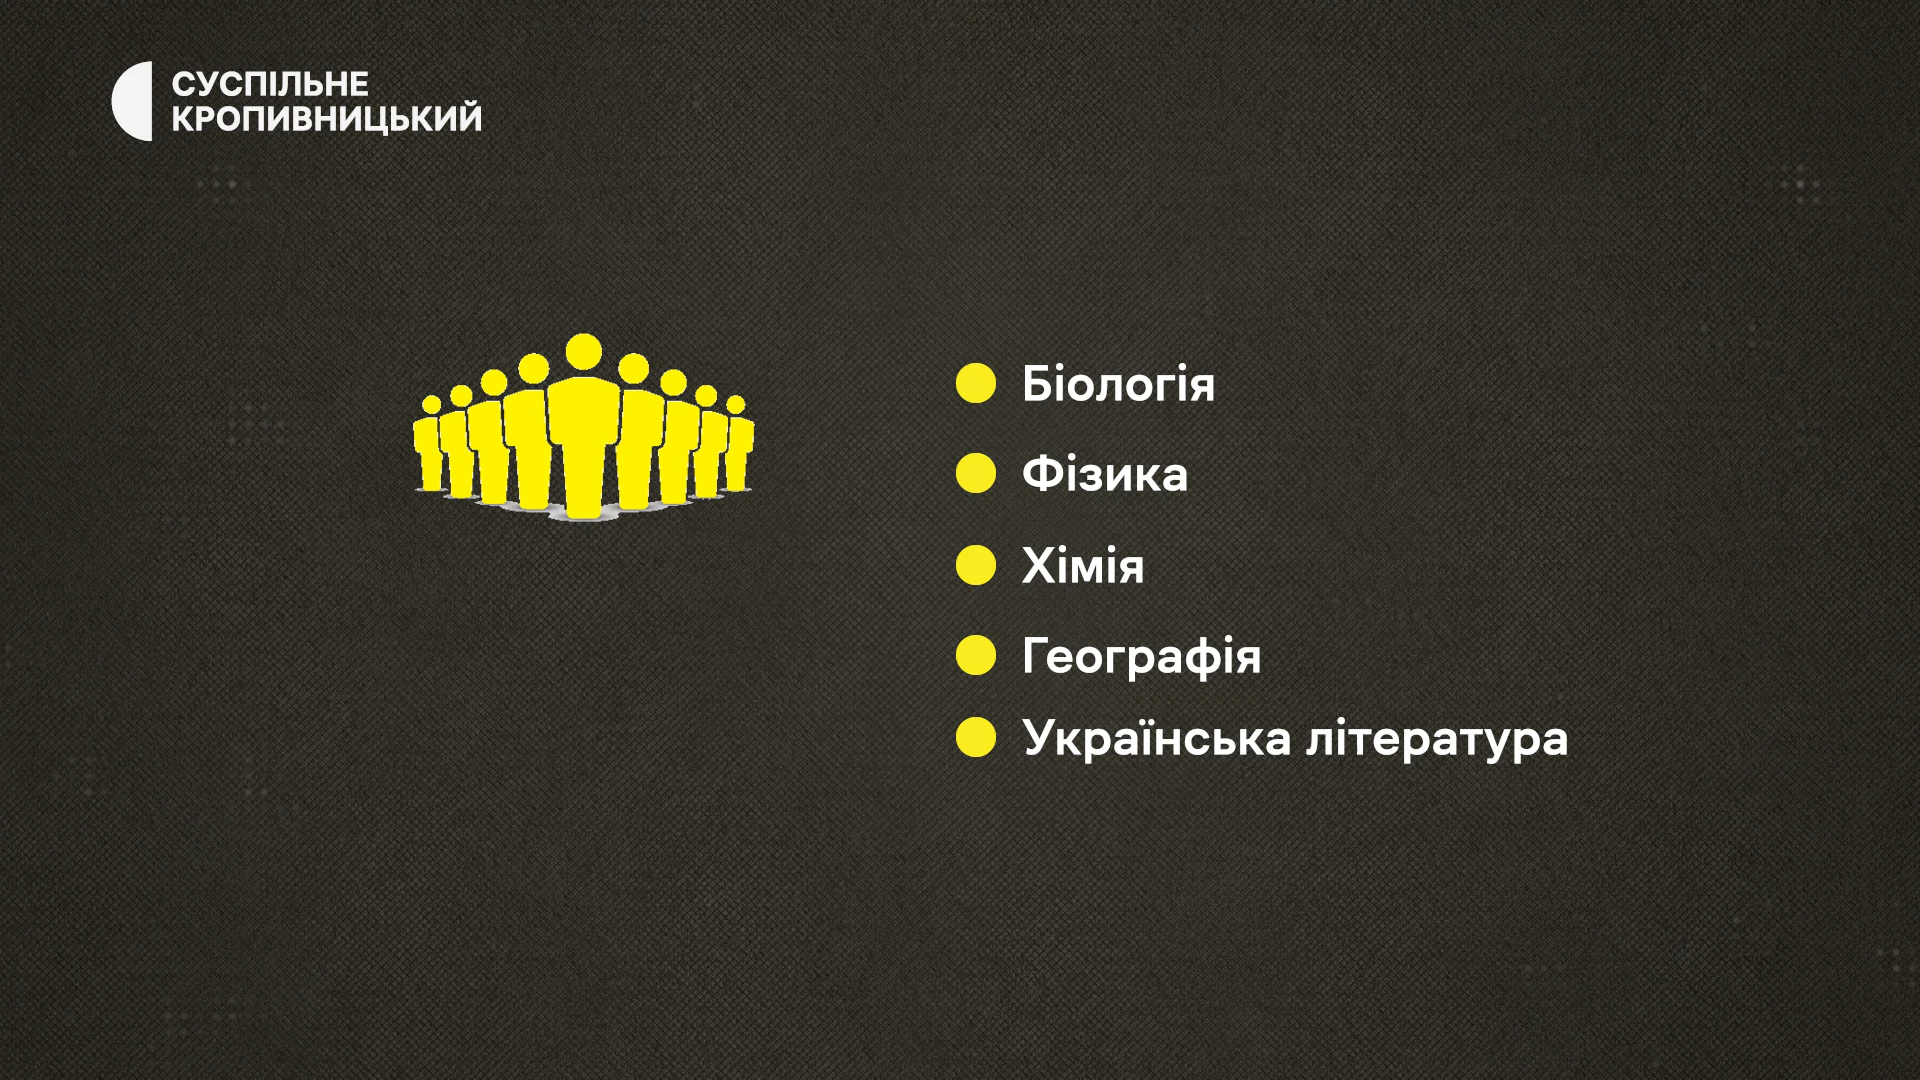 СУСПІЛЬНЕ
КРОПИВНИЦЬКИЙ
Біологія
Фізика
Хімія
Географія
Українська література